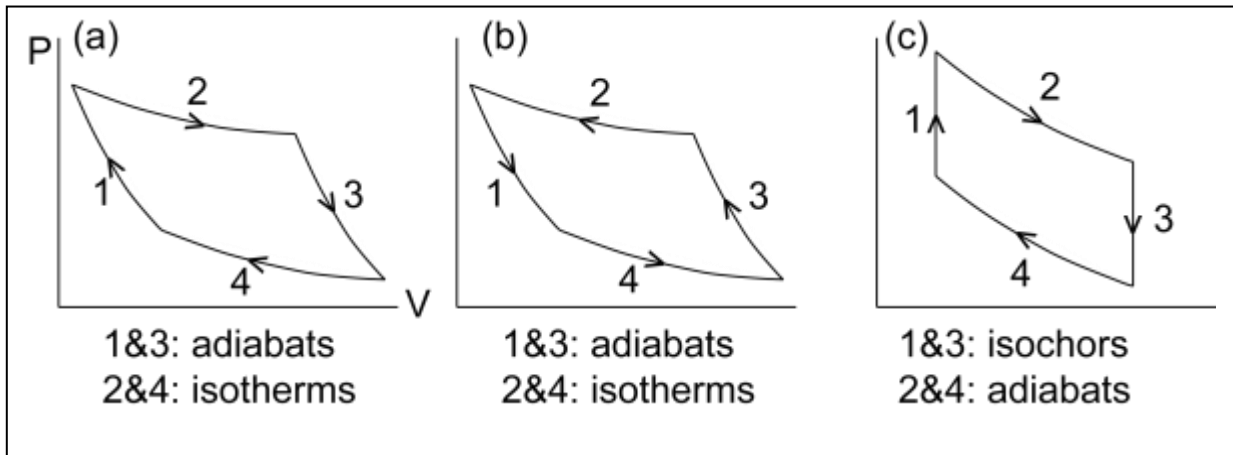 P (a) (b) (c)
2 2 2
1 3 1 3 1 3
4 4 4
V
1&3: adiabats 1&3: adiabats 1&3: isochors
2&4: isotherms 2&4: isotherms 2&4: adiabats